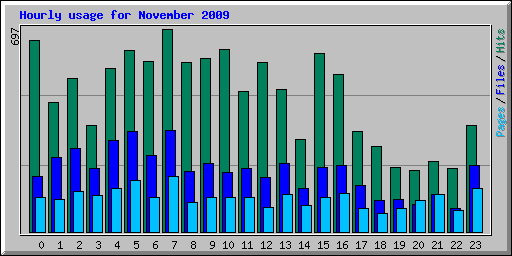 Hourly usage for November 2009
697
Pages/Files/Hits
0 1 2 3 4 5 6 7 8 9 10 11 12 13 14 15 16 17 18 19 20 21 22 23